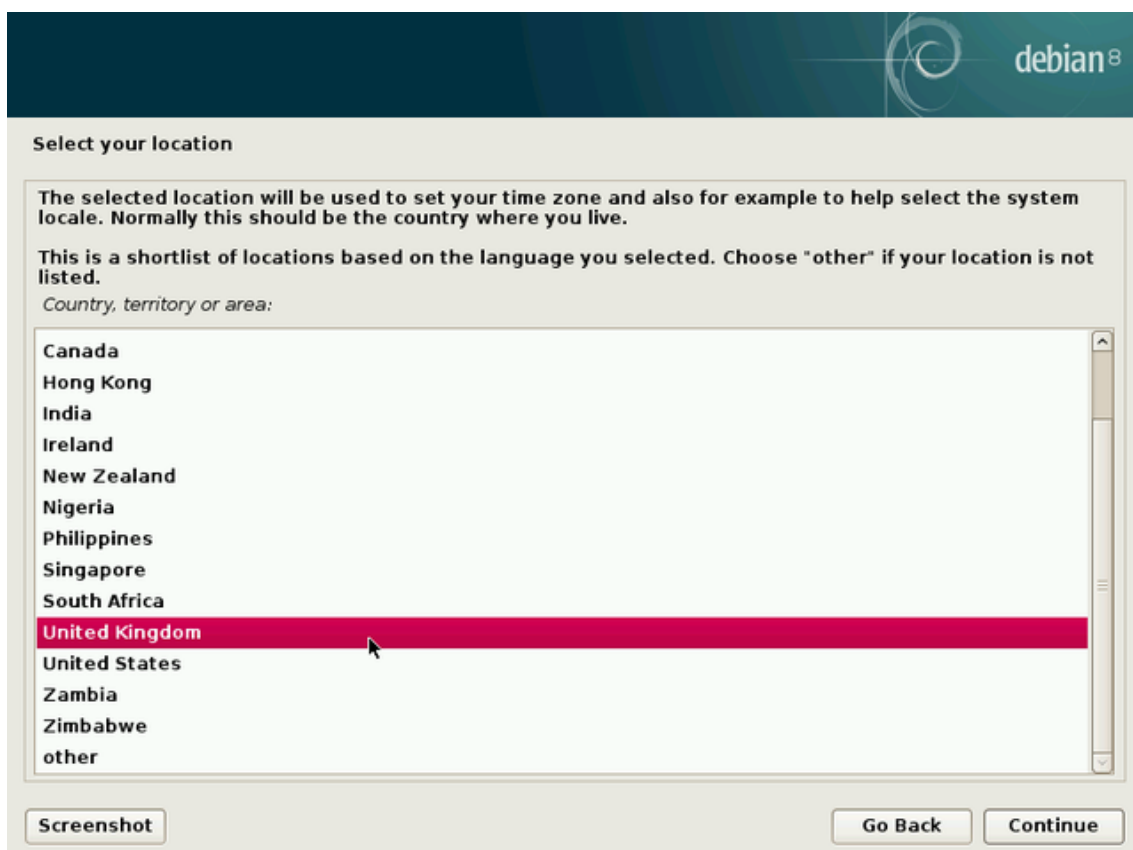 debian 8
Select your location
The selected location will be used to set your time zone and also for example to help select the system
locale. Normally this should be the country where you live.
This is a shortlist of locations based on the language you selected. Choose "other" if your location is not
listed.
Country, territory or area:
Canada
Hong Kong
India
Ireland
New Zealand
Nigeria
Philippines
Singapore
South Africa
United Kingdom
United States
Zambia
Zimbabwe
other
Screenshot Go Back Continue